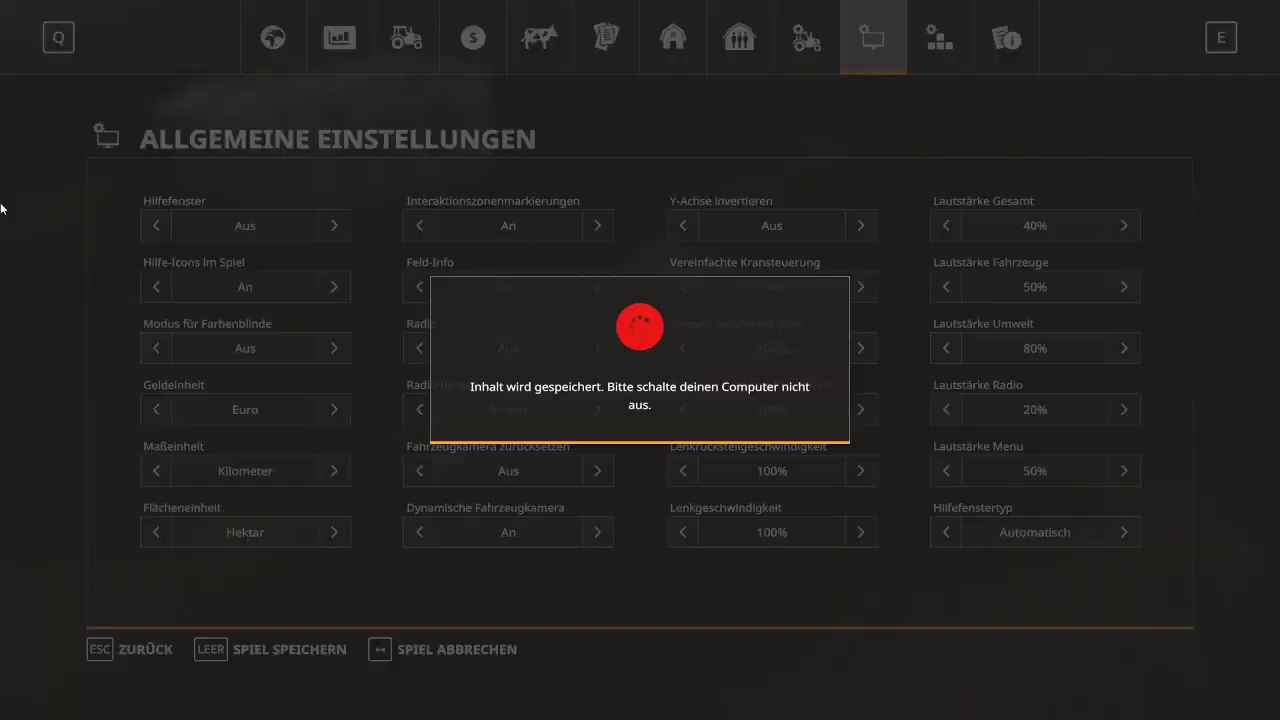 Q
E
ALLGEMEINE EINSTELLUNGEN
Hilfefenster
Aus
Interaktionszonenmarkierungen
An
Y-Achse invertieren
Aus
Lautstärke Gesamt
40%
Hilfe-Icons im Spiel
An
Feld-Info
Vereinfachte Kransteuerung
Lautstärke Fahrzeuge
50%
Modus für Farbenblinde
Aus
Radio
Aus
100%
Lautstärke Umwelt
80%
Geldeinheit
Euro
100%
Lautstärke Radio
20%
Inhalt wird gespeichert. Bitte schalte deinen Computer nicht
aus.
Maßeinheit
Kilometer
Fahrzeugkamera zurücksetzen
Aus
Lenkrückstellgeschwindigkeit
100%
Lautstärke Menu
50%
Flächeneinheit
Hektar
Dynamische Fahrzeugkamera
An
Lenkgeschwindigkeit
100%
Hilfefenstertyp
Automatisch
ESC ZURÜCK
LEER SPIEL SPEICHERN
SPIEL ABBRECHEN